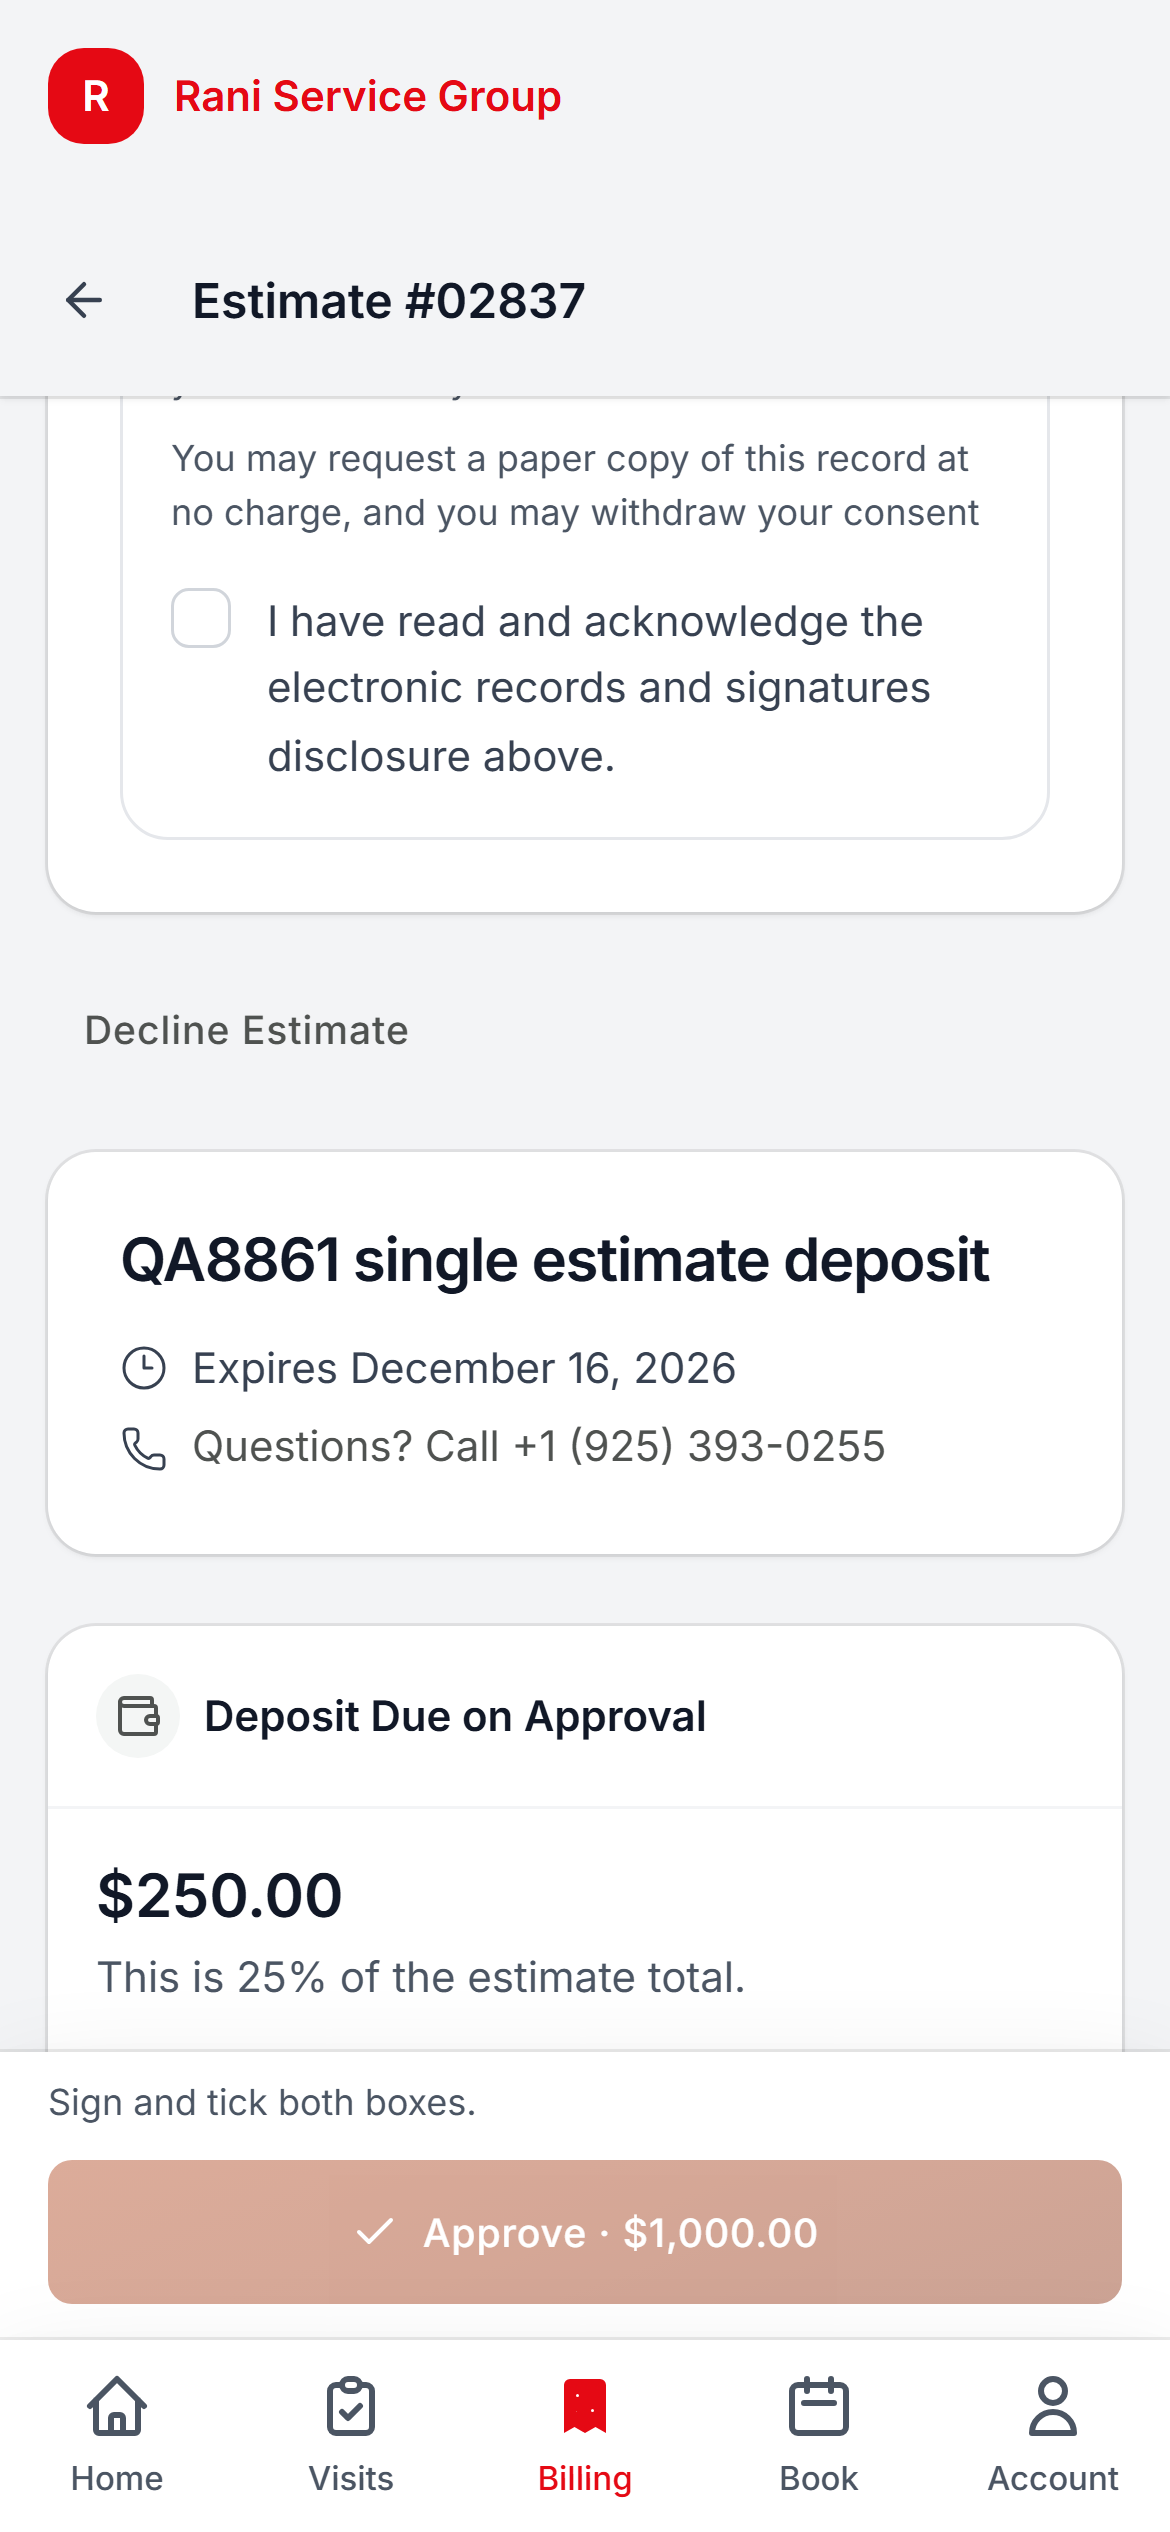 R
Rani Service Group
Estimate #02837
You may request a paper copy of this record at
no charge, and you may withdraw your consent
I have read and acknowledge the
electronic records and signatures
disclosure above.
Decline Estimate
QA8861 single estimate deposit
Expires December 16, 2026
Questions? Call +1 (925) 393-0255
Deposit Due on Approval
$250.00
This is 25% of the estimate total.
Sign and tick both boxes.
Approve · $1,000.00
Home
Visits
Billing
Book
Account